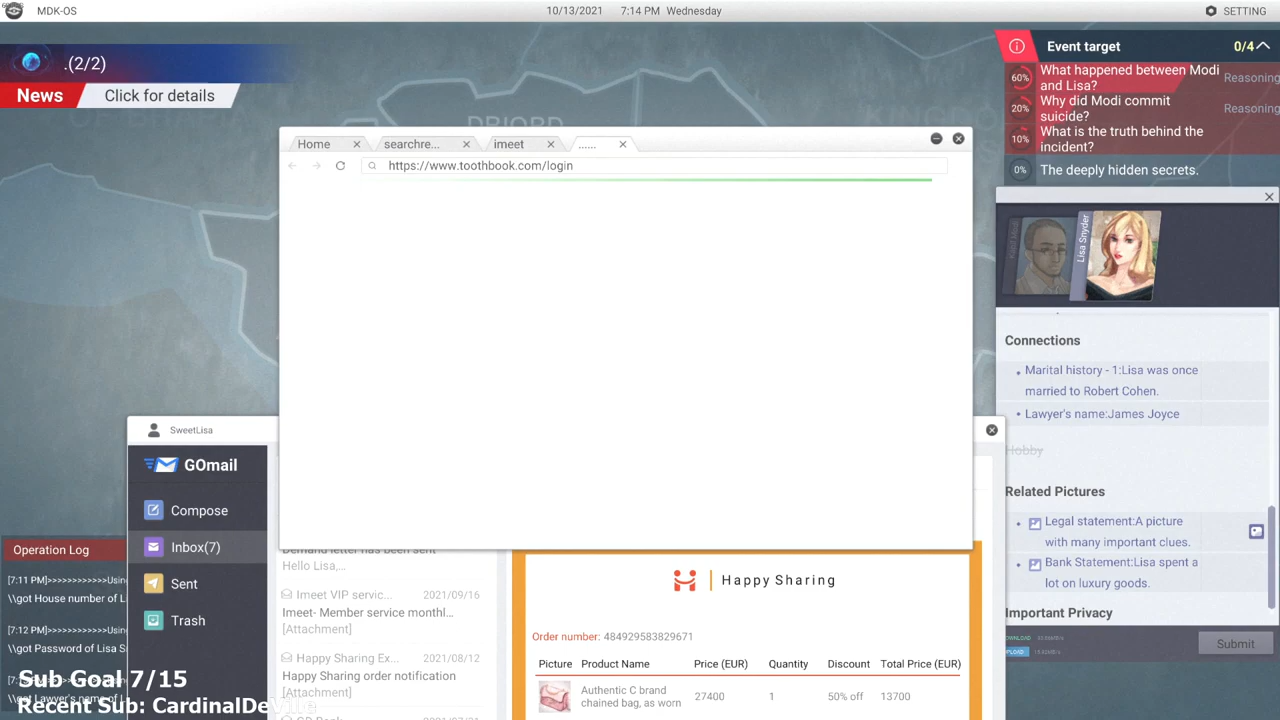 MDK-OS
10/13/2021 7:14 PM Wednesday
SETTING
.(2/2)
News
Click for details
Event target
0/4
60%
What happened between Modi
and Lisa?
Reasoning
20%
Why did Modi commit
suicide?
Reasoning
10%
What is the truth behind the
incident?
0%
The deeply hidden secrets.
Home
searchre...
imeet
......
https://www.toothbook.com/login
Lisa Snyder
Connections
Marital history - 1:Lisa was once
married to Robert Cohen.
Lawyer's name:James Joyce
Hobby
Related Pictures
Legal statement:A picture
with many important clues.
Bank Statement:Lisa spent a
lot on luxury goods.
Important Privacy
DOWNLOAD
UPLOAD
Submit
SweetLisa
GOmail
Compose
Inbox(7)
Sent
Trash
Demand letter has been sent
Hello Lisa,...
Imeet VIP servic...
2021/09/16
Imeet- Member service monthl...
[Attachment]
Happy Sharing Ex...
2021/08/12
Happy Sharing order notification
[Attachment]
Happy Sharing
Order number: 484929583829671
Picture Product Name Price (EUR) Quantity Discount Total Price (EUR)
Authentic C brand
chained bag, as worn
27400 1 50% off 13700
Operation Log
[7:11 PM]>>>>>>>>>>>Using
\\got House number of L
[7:12 PM]>>>>>>>>>>>Using
\\got Password of Lisa S
\\got Lawyer's name of
Sub Goal 7/15
Recent Sub: CardinalDeVille